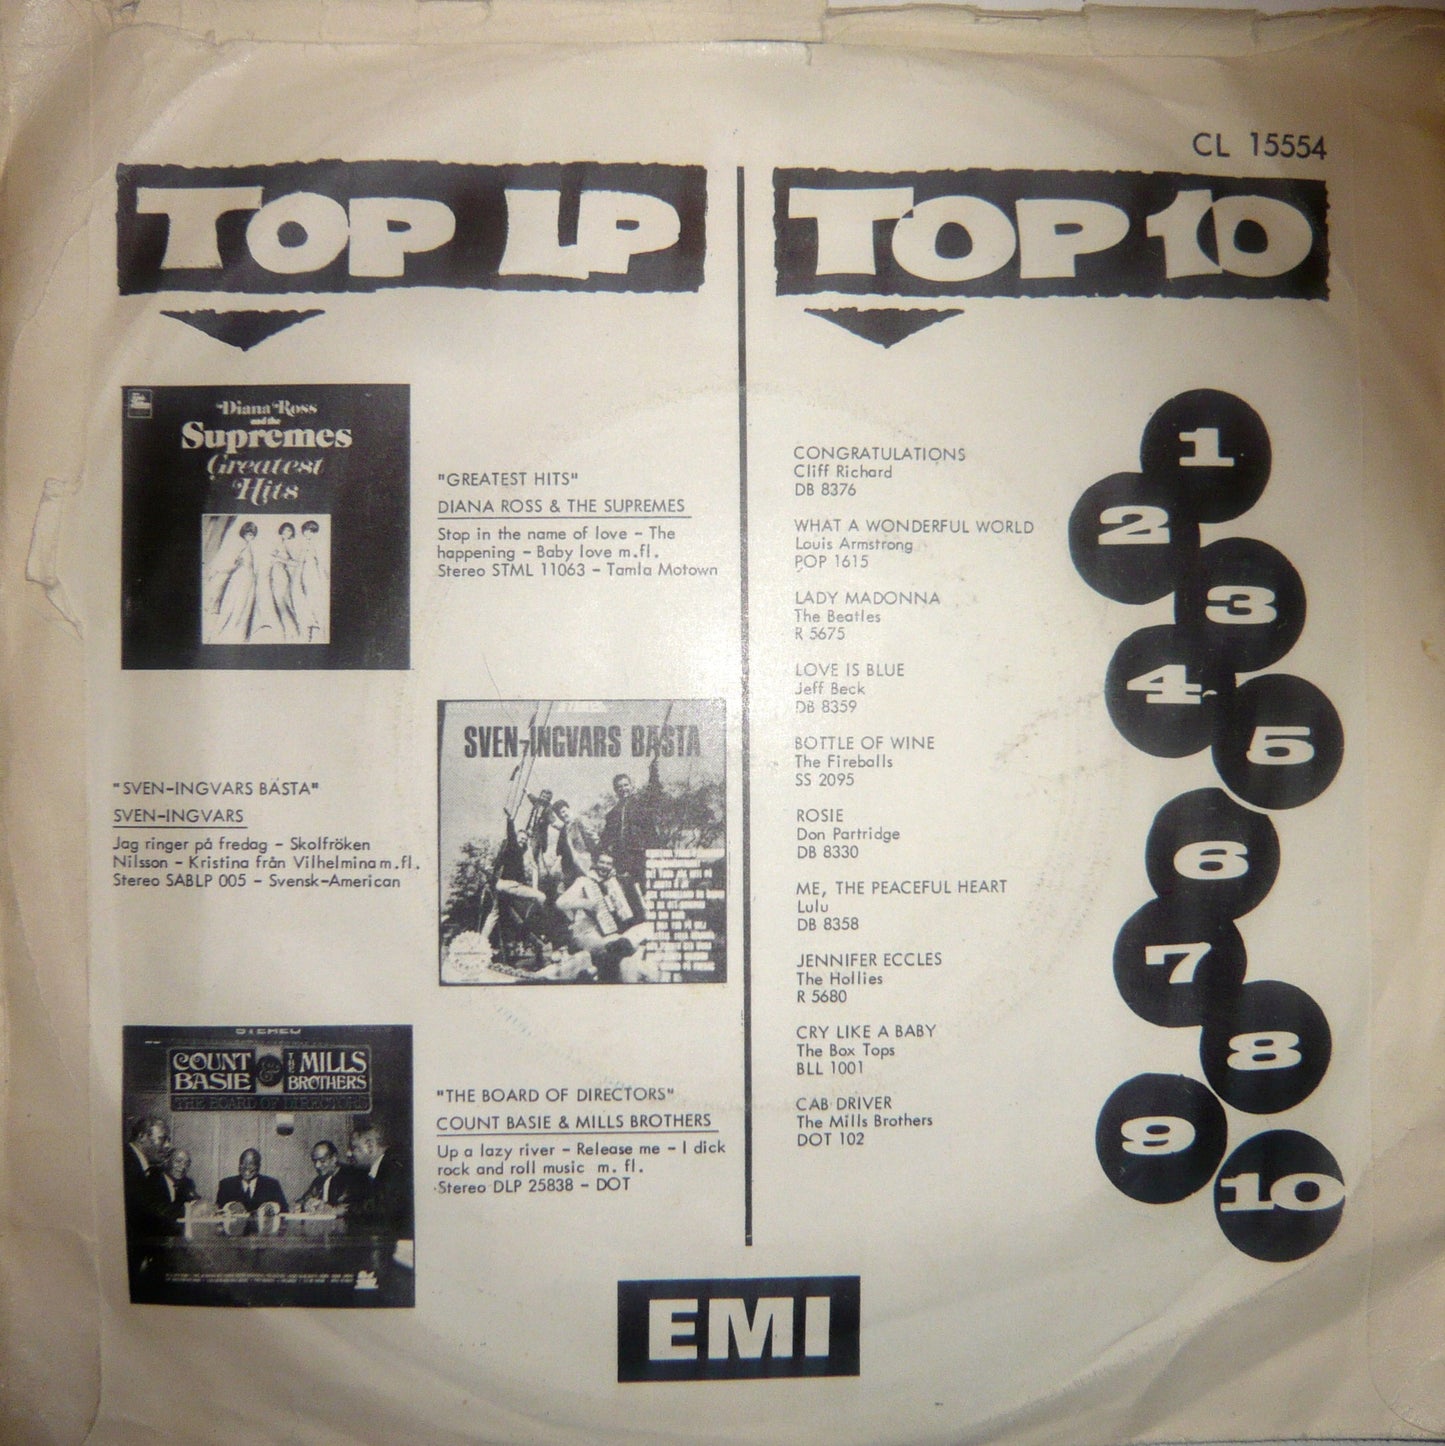 CL 15554
TOP LP
Diana Ross
and the
Supremes
Greatest
Hits
"GREATEST HITS"
DIANA ROSS & THE SUPREMES
Stop in the name of love - The
happening - Baby love m.fl.
Stereo STML 11063 - Tamla Motown
SVEN-INGVARS BÄSTA
"SVEN-INGVARS BÄSTA"
SVEN-INGVARS
Jag ringer på fredag - Skolfröken
Nilsson - Kristina från Vilhelmina m.fl.
Stereo SABLP 005 - Svensk-American
STEREO
COUNT BASIE & THE MILLS BROTHERS
THE BOARD OF DIRECTORS
"THE BOARD OF DIRECTORS"
COUNT BASIE & MILLS BROTHERS
Up a lazy river - Release me - I dick
rock and roll music m. fl.
Stereo DLP 25838 - DOT
TOP 10
CONGRATULATIONS
Cliff Richard
DB 8376
WHAT A WONDERFUL WORLD
Louis Armstrong
POP 1615
LADY MADONNA
The Beatles
R 5675
LOVE IS BLUE
Jeff Beck
DB 8359
BOTTLE OF WINE
The Fireballs
SS 2095
ROSIE
Don Partridge
DB 8330
ME, THE PEACEFUL HEART
Lulu
DB 8358
JENNIFER ECCLES
The Hollies
R 5680
CRY LIKE A BABY
The Box Tops
BLL 1001
CAB DRIVER
The Mills Brothers
DOT 102
1
2
3
4
5
6
7
8
9
10
EMI